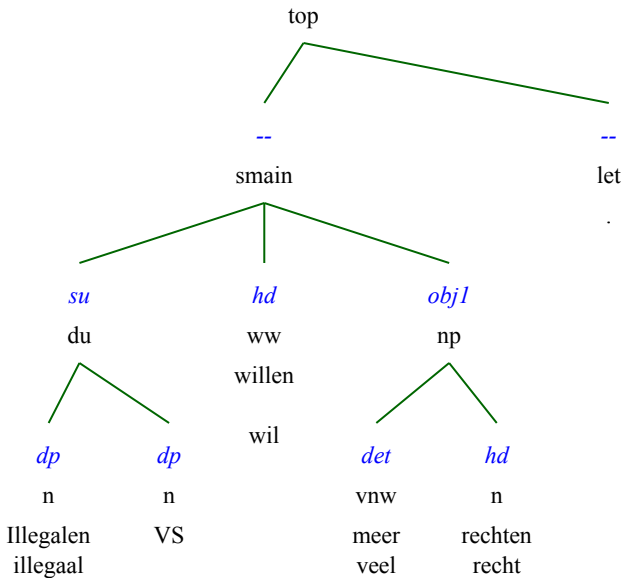 top
-- --
smain let
.
su hd obj1
du ww np
willen
wil
dp dp det hd
n n vnw n
Illegalen VS meer rechten
illegaal veel recht